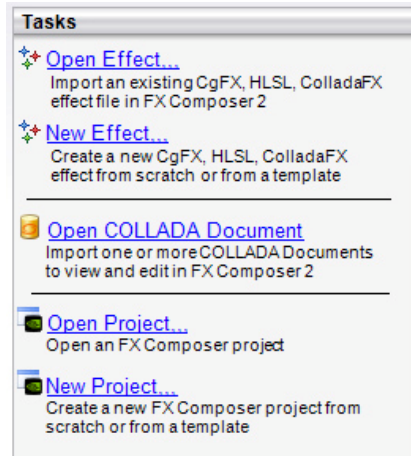 Tasks
Open Effect...
Import an existing CgFX, HLSL, ColladaFX
effect file in FX Composer 2
New Effect...
Create a new CgFX, HLSL, ColladaFX
effect from scratch or from a template
Open COLLADA Document
Import one or more COLLADA Documents
to view and edit in FX Composer 2
Open Project...
Open an FX Composer project
New Project...
Create a new FX Composer project from
scratch or from a template